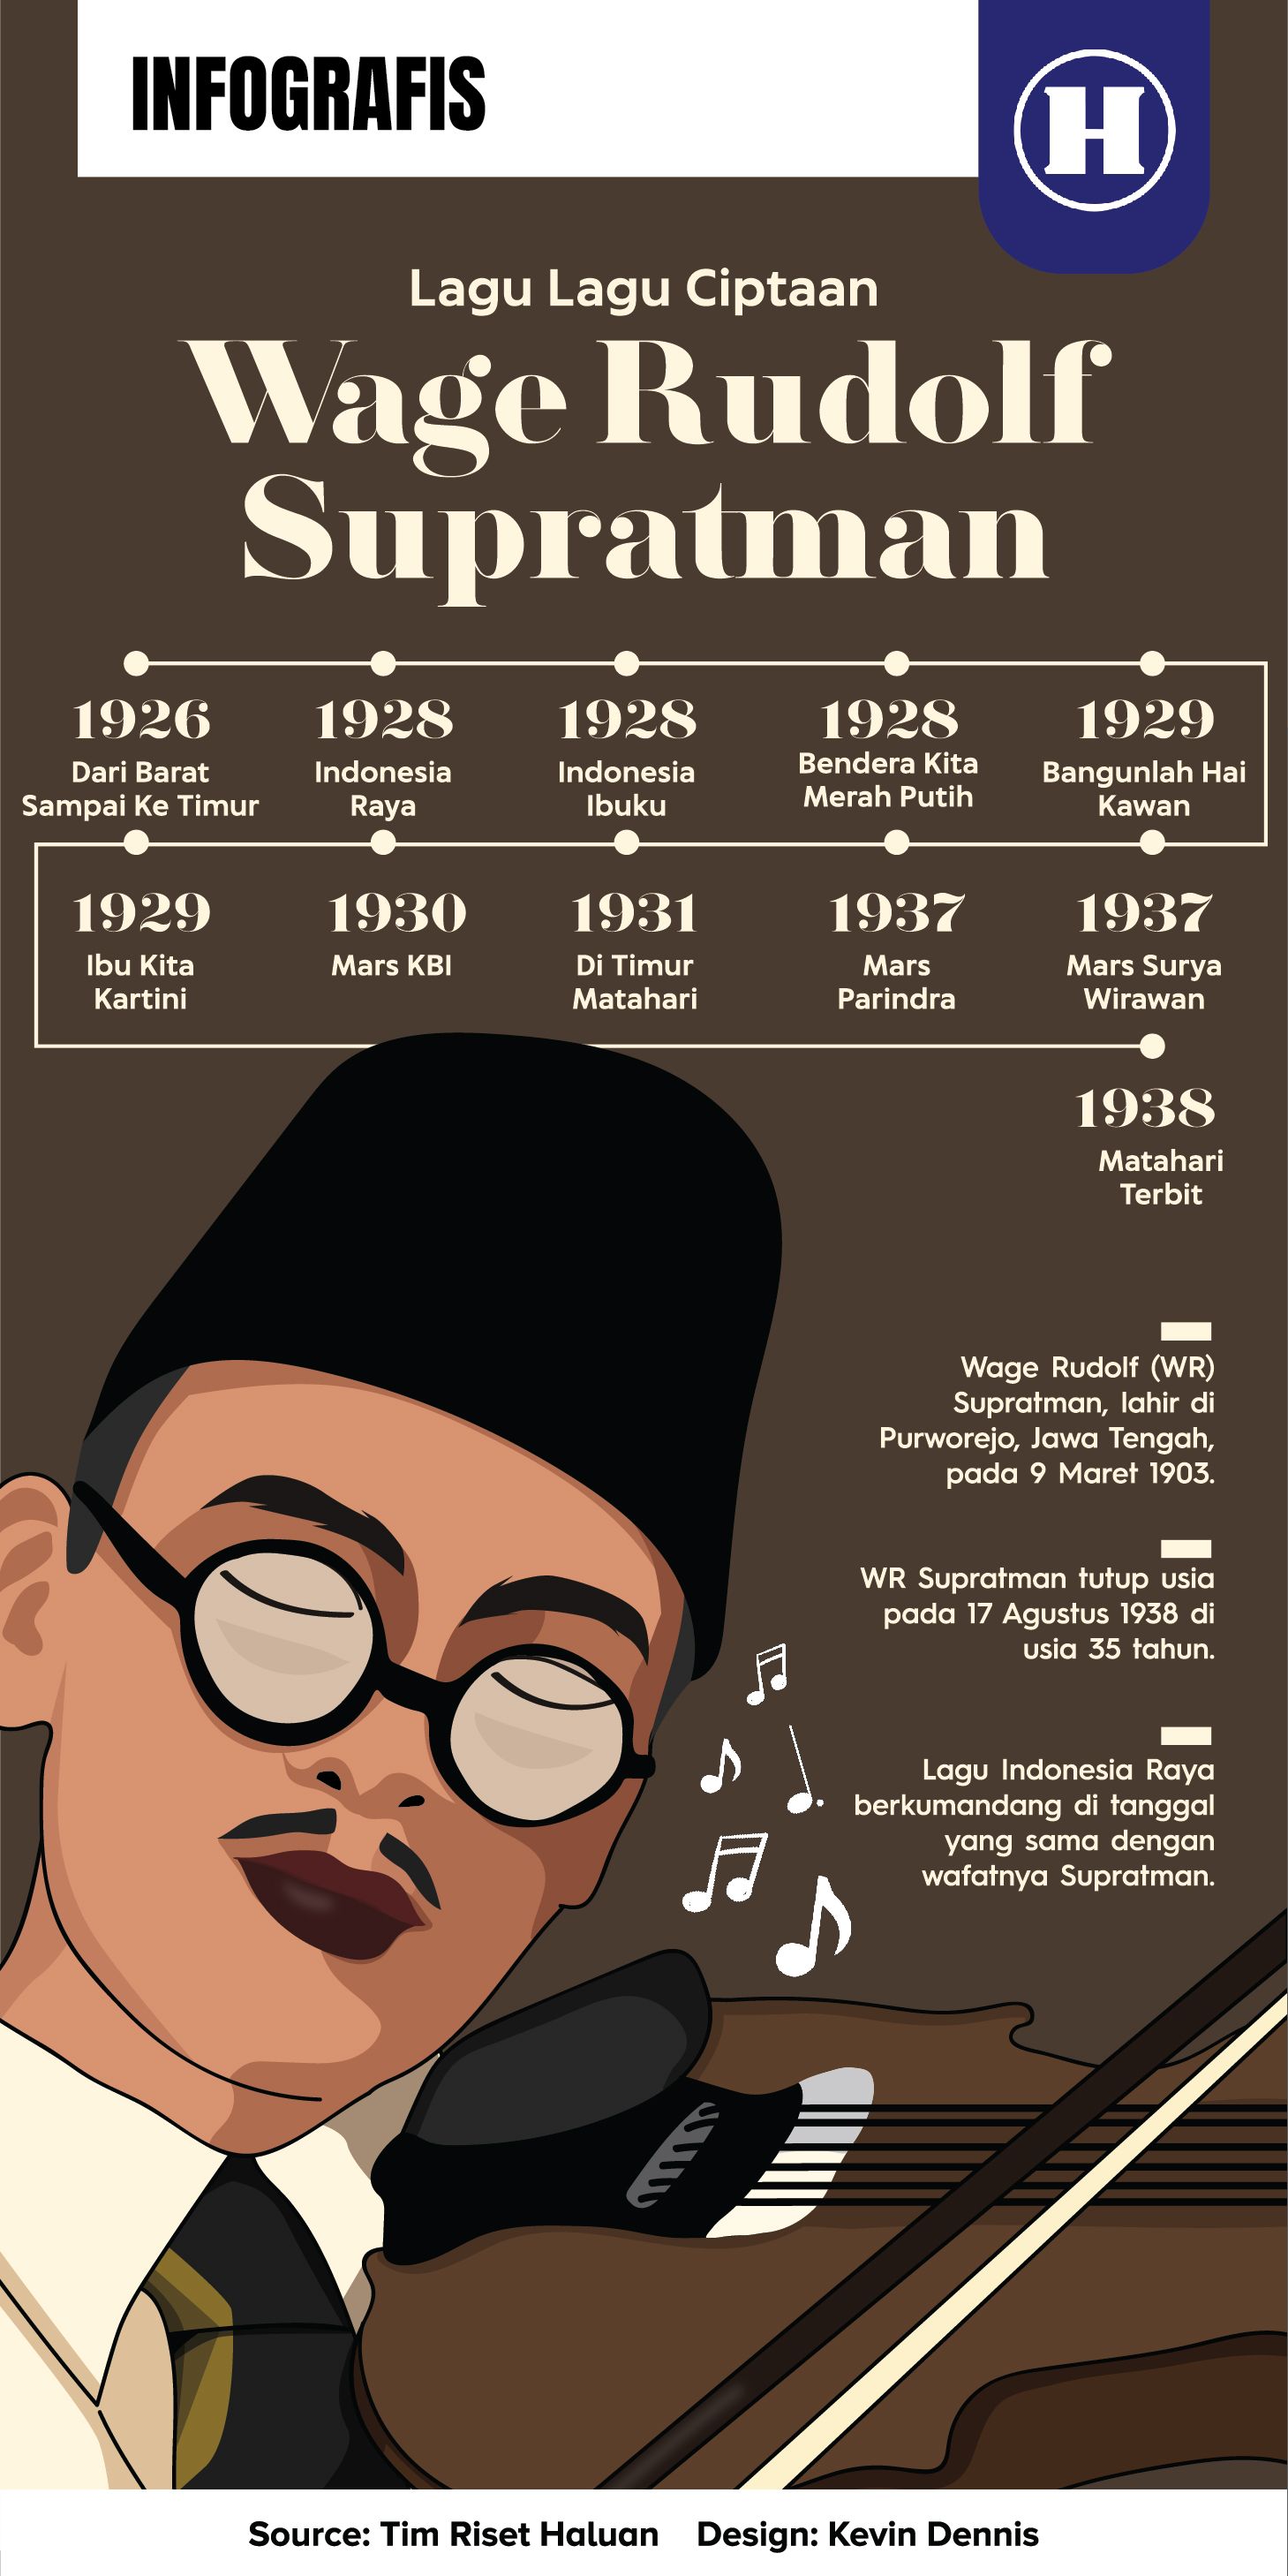 INFOGRAFIS
H
Lagu Lagu Ciptaan
Wage Rudolf
Supratman
1926
Dari Barat
Sampai Ke Timur
1928
Indonesia
Raya
1928
Indonesia
Ibuku
1928
Bendera Kita
Merah Putih
1929
Bangunlah Hai
Kawan
1929
Ibu Kita
Kartini
1930
Mars KBI
1931
Di Timur
Matahari
1937
Mars
Parindra
1937
Mars Surya
Wirawan
1938
Matahari
Terbit
Wage Rudolf (WR)
Supratman, lahir di
Purworejo, Jawa Tengah,
pada 9 Maret 1903.
WR Supratman tutup usia
pada 17 Agustus 1938 di
usia 35 tahun.
Lagu Indonesia Raya
berkumandang di tanggal
yang sama dengan
wafatnya Supratman.
Source: Tim Riset Haluan Design: Kevin Dennis